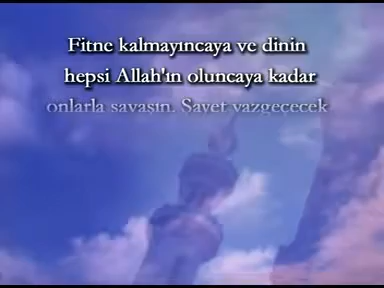 Fitne kalmayıncaya ve dinin
hepsi Allah'ın oluncaya kadar
onlarla savaşın. Şayet vazgeçecek